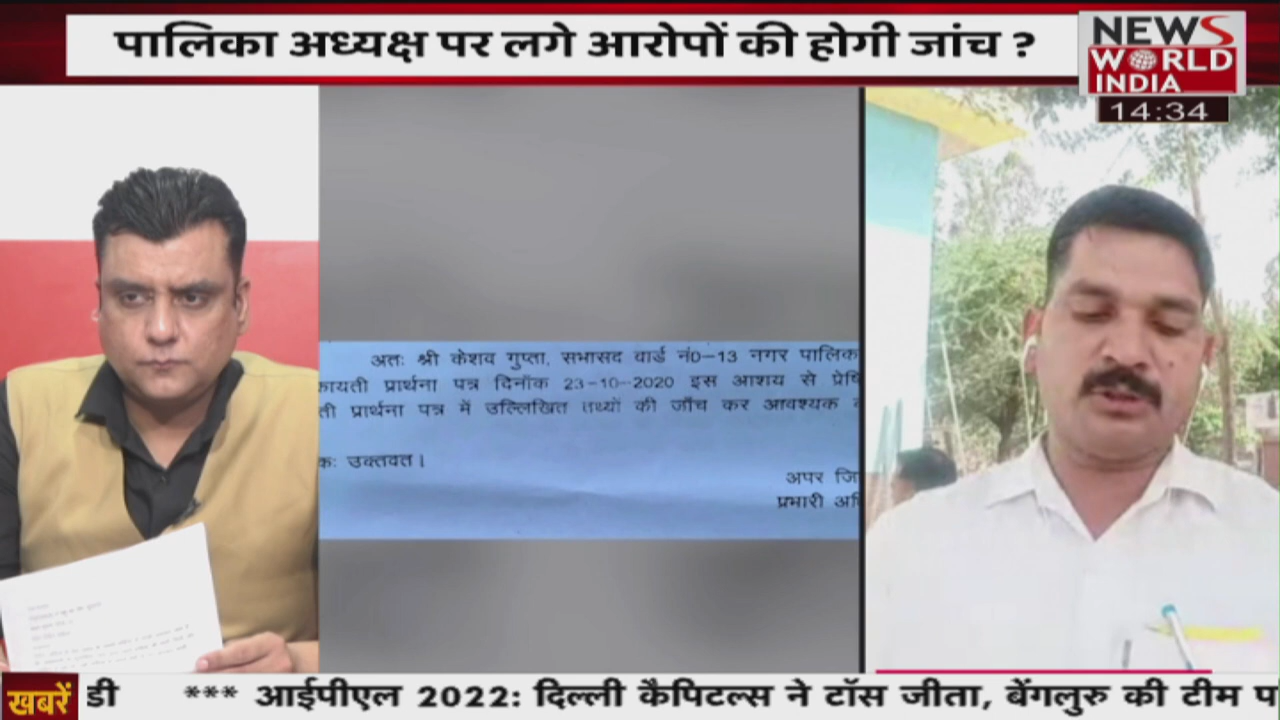 पालिका अध्यक्ष पर लगे आरोपों की होगी जांच ?
NEWS
WORLD
INDIA
14:34
अतः श्री केशव गुप्ता, सभासद वार्ड नं0-13 नगर पालिक
कायती प्रार्थना पत्र दिनॉक 23-10-2020 इस आशय से प्रेषि
ती प्रार्थना पत्र में उल्लिखित तथ्यों की जॉच कर आवश्यक
कः उक्तवत।
अपर जि
प्रभारी अधि
खबरें डी *** आईपीएल 2022: दिल्ली कैपिटल्स ने टॉस जीता, बेंगलुरु की टीम प